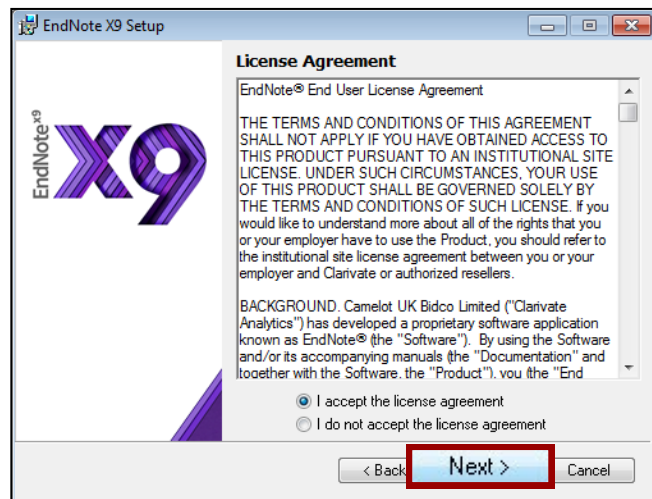 EndNote X9 Setup
EndNote x9
X9
License Agreement
EndNote® End User License Agreement
THE TERMS AND CONDITIONS OF THIS AGREEMENT
SHALL NOT APPLY IF YOU HAVE OBTAINED ACCESS TO
THIS PRODUCT PURSUANT TO AN INSTITUTIONAL SITE
LICENSE. UNDER SUCH CIRCUMSTANCES, YOUR USE
OF THIS PRODUCT SHALL BE GOVERNED SOLELY BY
THE TERMS AND CONDITIONS OF SUCH LICENSE. If you
would like to understand more about all of the rights that you
or your employer have to use the Product, you should refer to
the institutional site license agreement between you or your
employer and Clarivate or authorized resellers.
BACKGROUND. Camelot UK Bidco Limited ("Clarivate
Analytics") has developed a proprietary software application
known as EndNote® (the "Software"). By using the Software
and/or its accompanying manuals (the "Documentation" and
together with the Software, the "Product"), you (the "End
I accept the license agreement
I do not accept the license agreement
< Back
Next >
Cancel